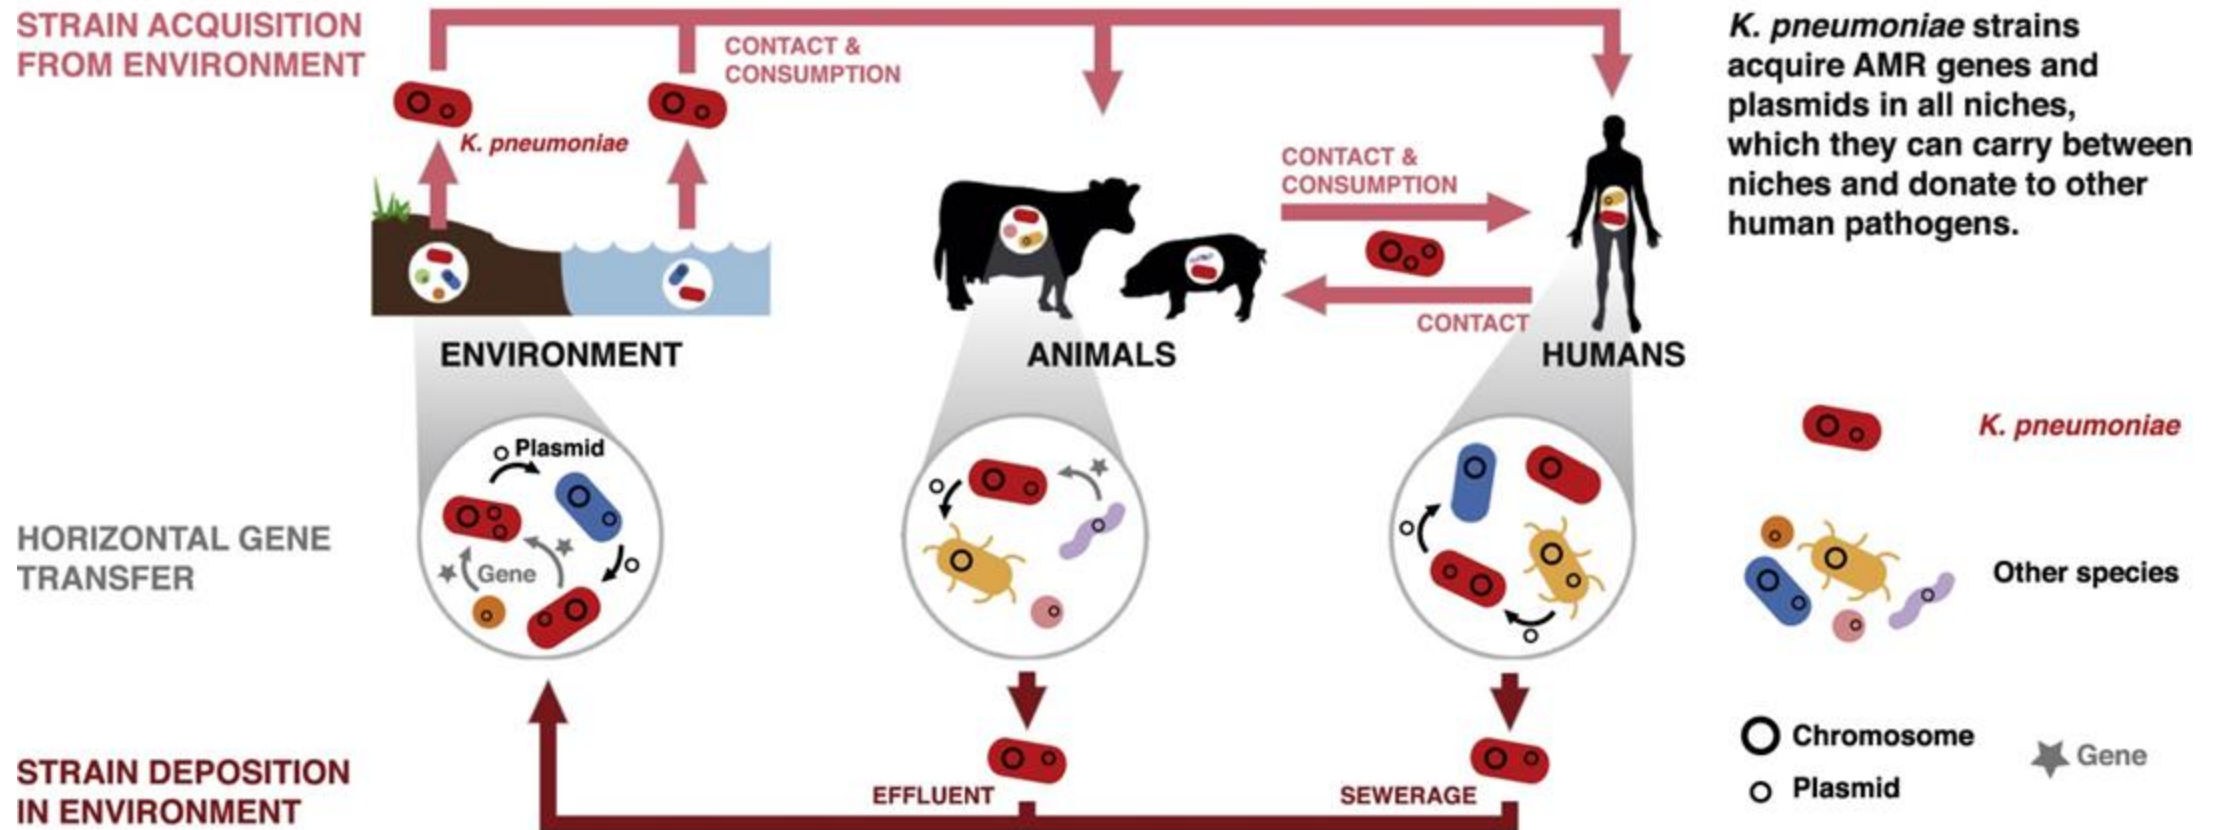 STRAIN ACQUISITION
FROM ENVIRONMENT
CONTACT &
CONSUMPTION
K. pneumoniae
K. pneumoniae strains
acquire AMR genes and
plasmids in all niches,
which they can carry between
niches and donate to other
human pathogens.
CONTACT &
CONSUMPTION
CONTACT
ENVIRONMENT
ANIMALS
HUMANS
Plasmid
Gene
HORIZONTAL GENE
TRANSFER
K. pneumoniae
Other species
Chromosome
Plasmid
Gene
STRAIN DEPOSITION
IN ENVIRONMENT
EFFLUENT
SEWERAGE